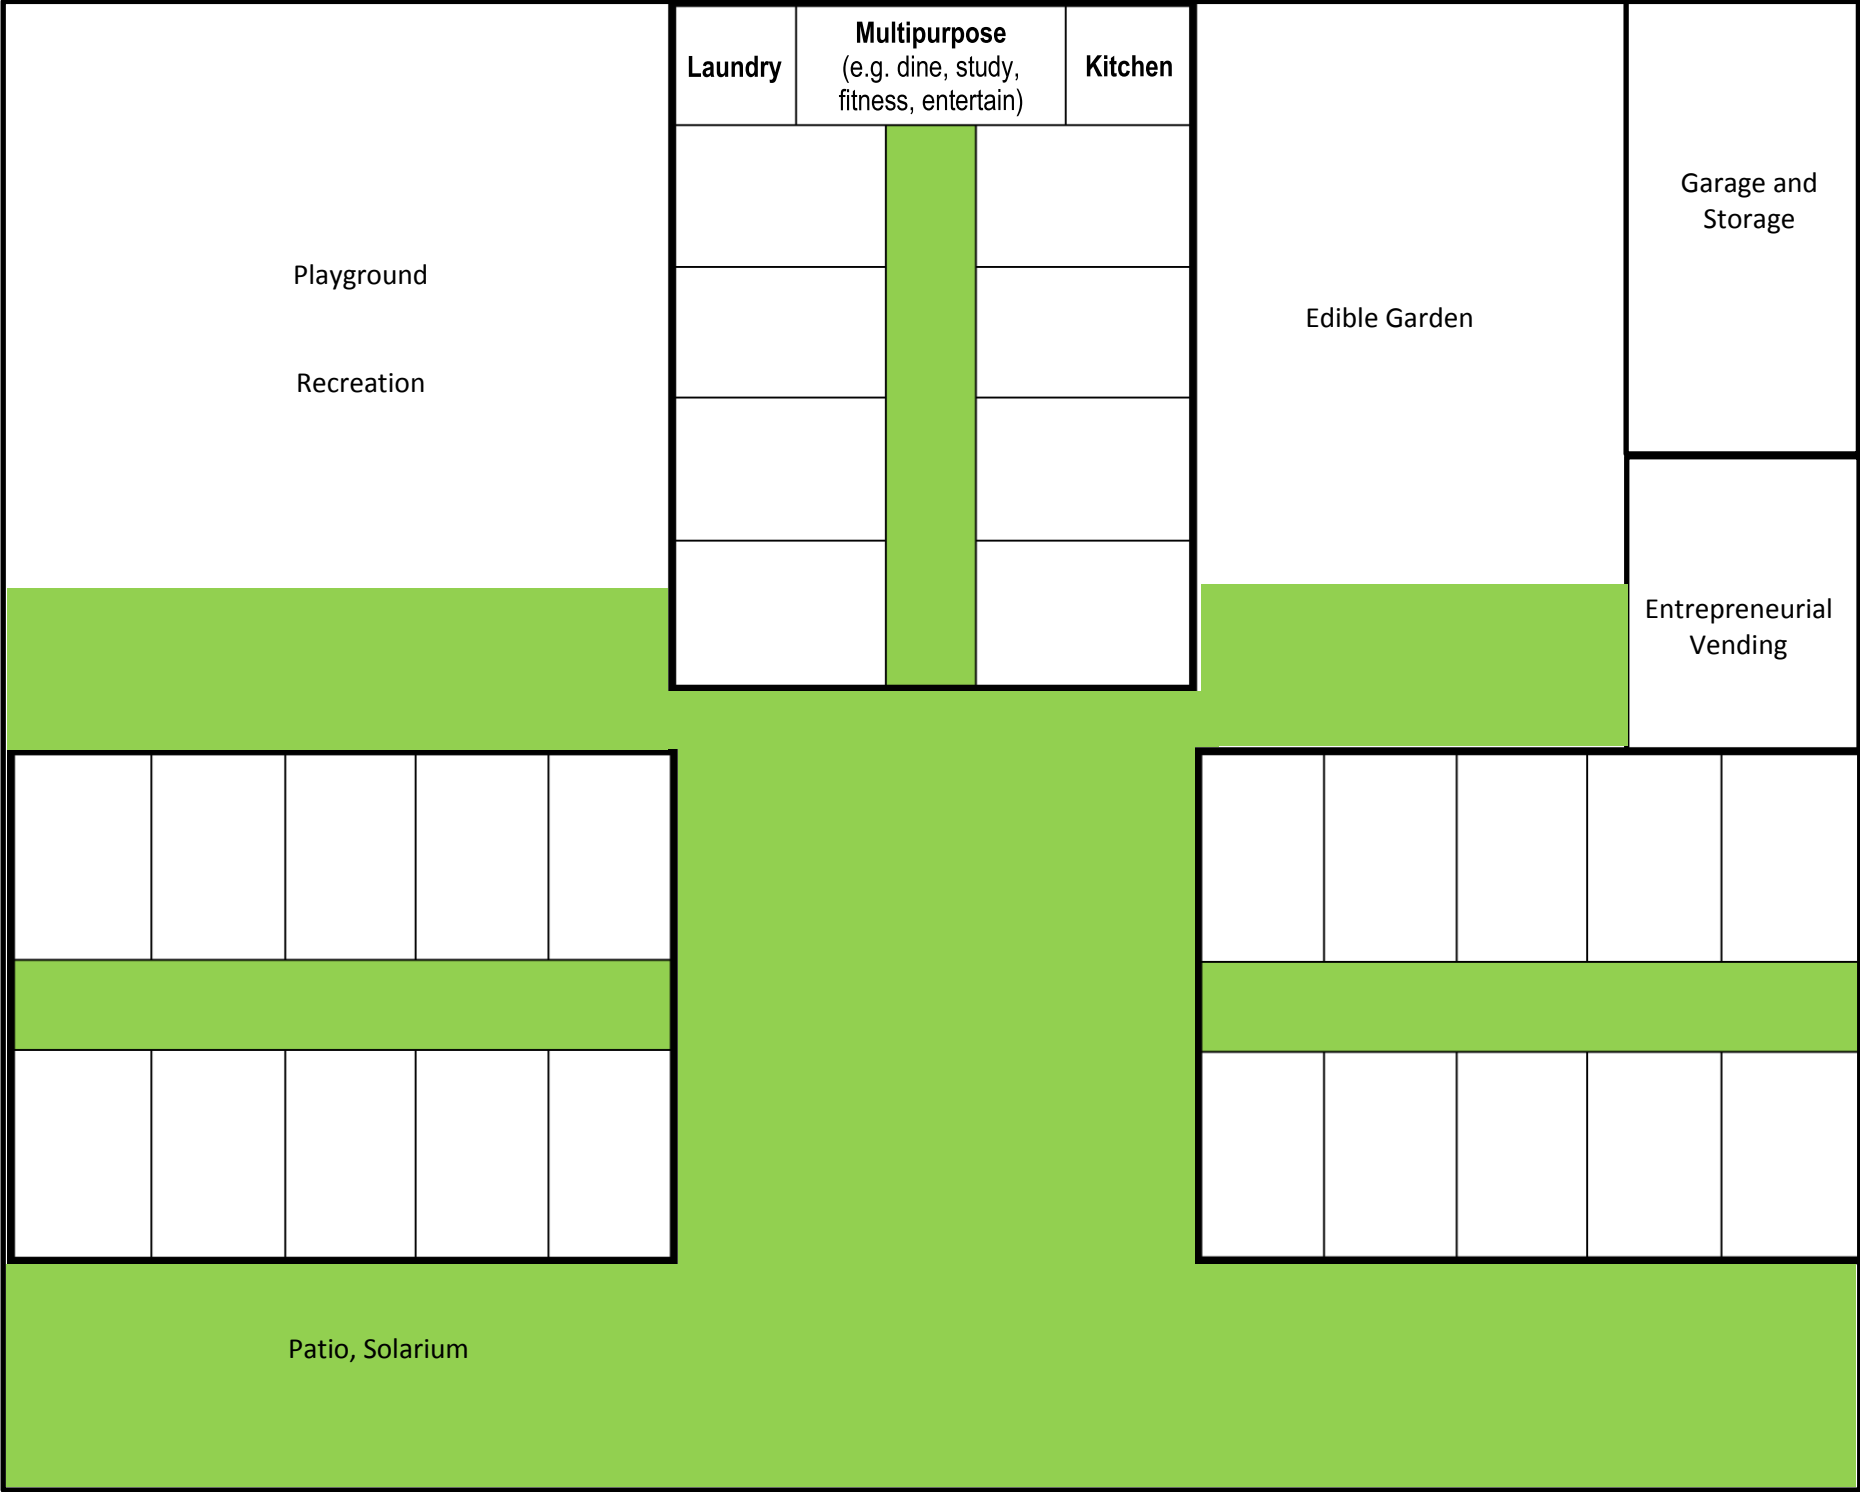 Laundry
Multipurpose
(e.g. dine, study,
fitness, entertain)
Kitchen
Garage and
Storage
Playground
Edible Garden
Recreation
Entrepreneurial
Vending
Patio, Solarium